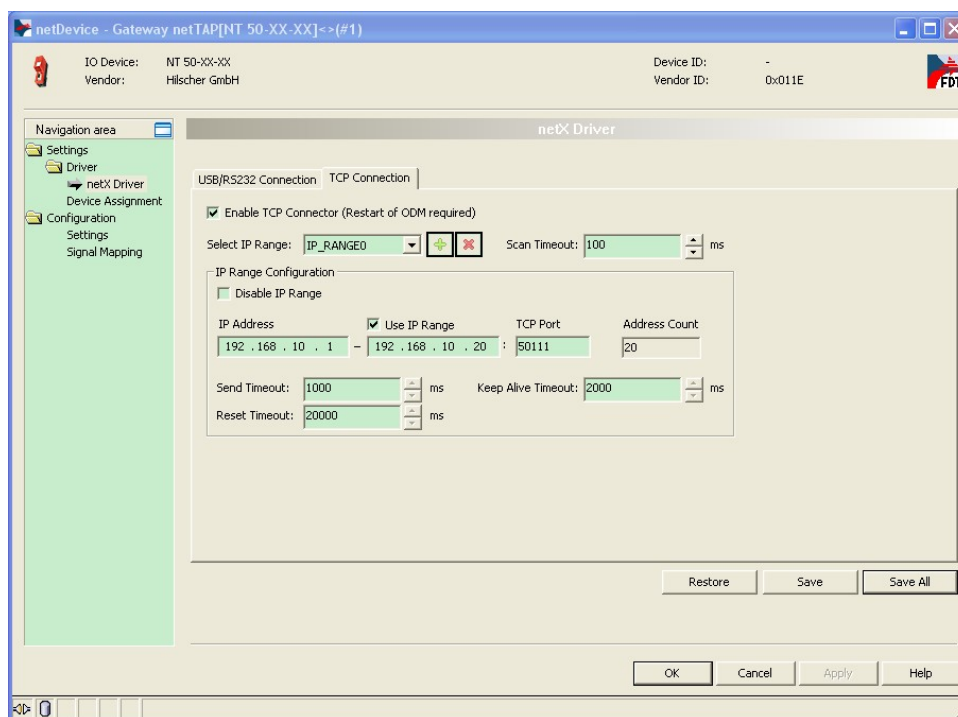 netDevice - Gateway netTAP[NT 50-XX-XX]<>(#1)
IO Device: NT 50-XX-XX Device ID: -
Vendor: Hilscher GmbH Vendor ID: 0x011E
FDT
Navigation area
netX Driver
Settings
Driver
netX Driver
Device Assignment
Configuration
Settings
Signal Mapping
USB/RS232 Connection TCP Connection
Enable TCP Connector (Restart of ODM required)
Select IP Range: IP_RANGE0 Scan Timeout: 100 ms
IP Range Configuration
Disable IP Range
IP Address Use IP Range TCP Port Address Count
192 .168 . 10 . 1 – 192 .168 . 10 . 20 : 50111 20
Send Timeout: 1000 ms Keep Alive Timeout: 2000 ms
Reset Timeout: 20000 ms
Restore Save Save All
OK Cancel Apply Help